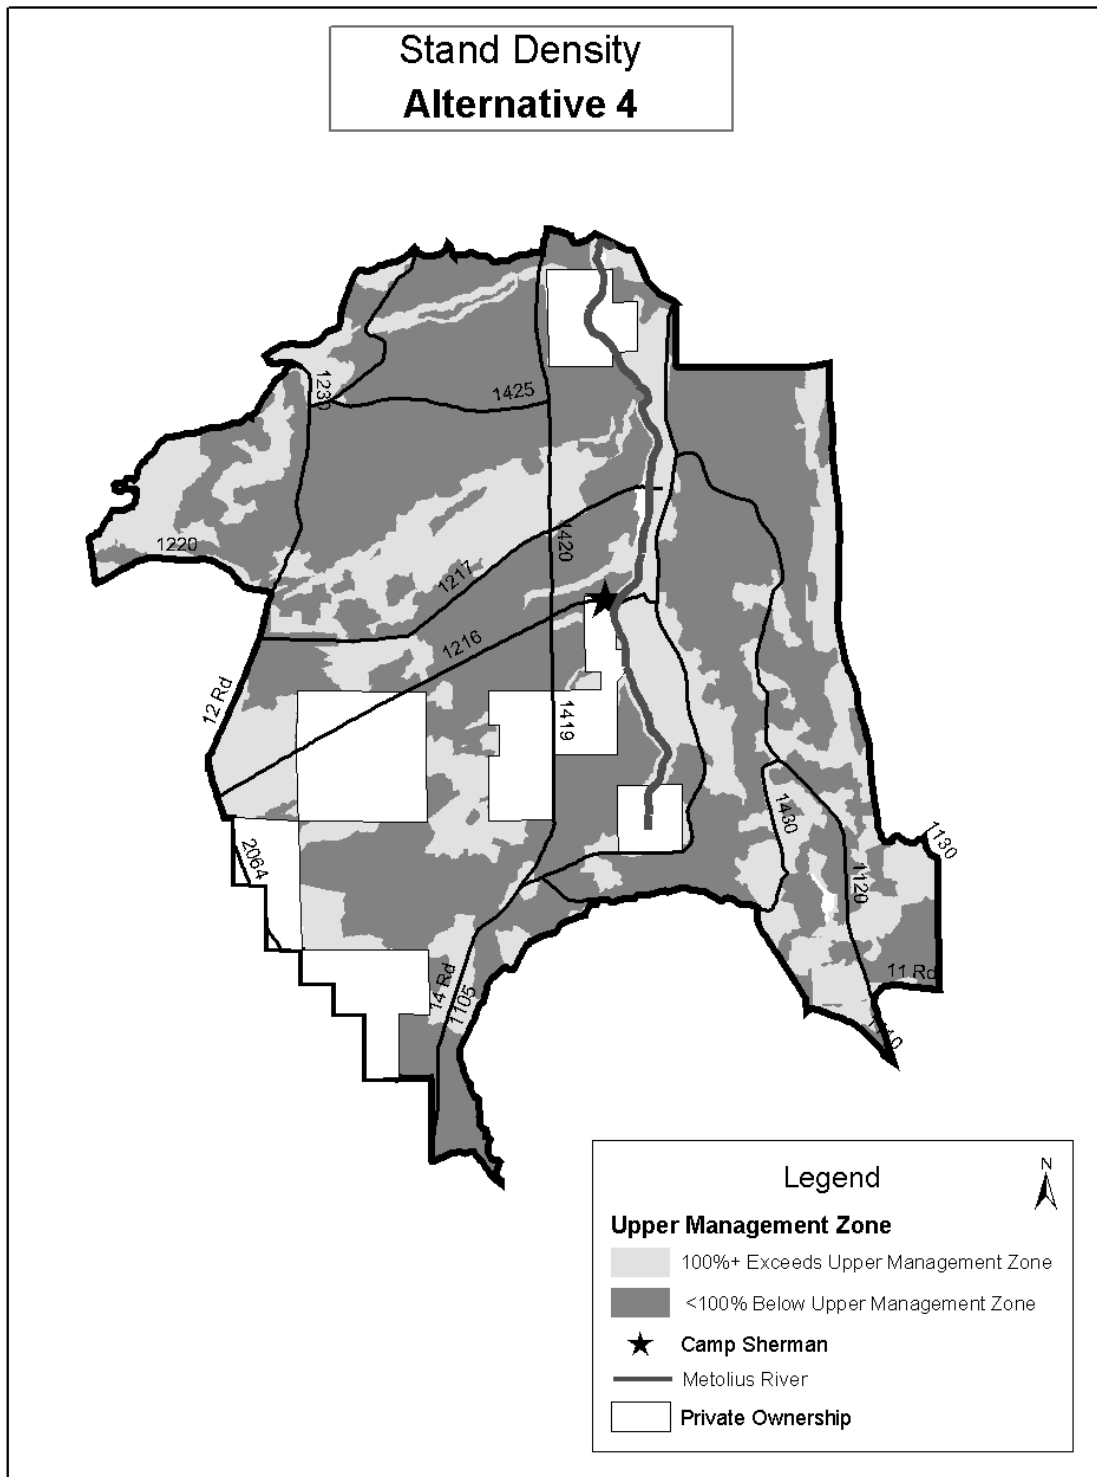 Stand Density
Alternative 4
1230
1425
1220
1217
1420
1216
12 Rd
1419
2064
1430
1130
1120
14 Rd
1105
11 Rd
Legend
N
Upper Management Zone
100%+ Exceeds Upper Management Zone
<100% Below Upper Management Zone
Camp Sherman
Metolius River
Private Ownership